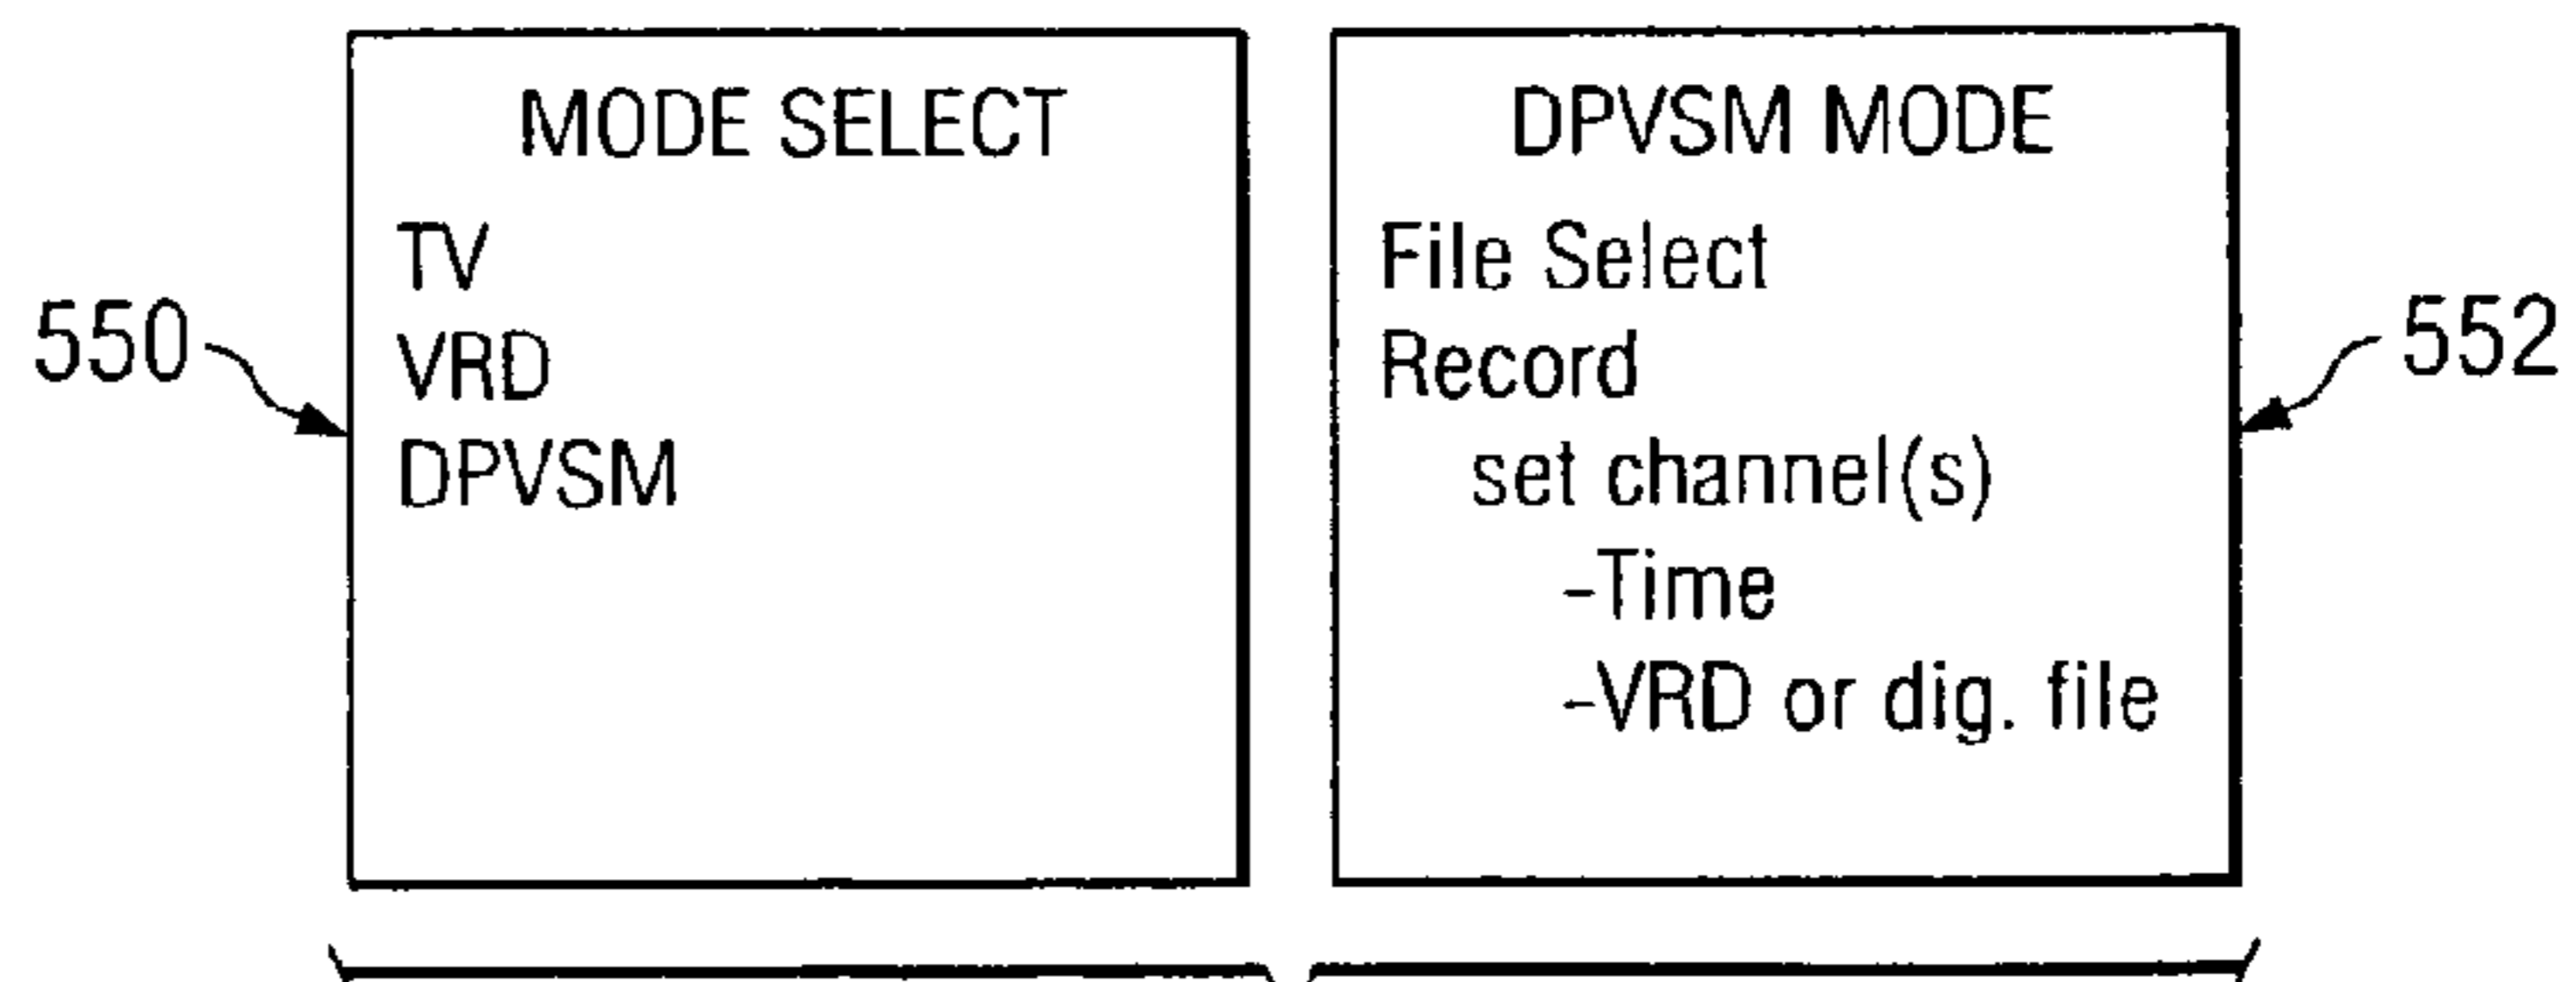 MODE SELECT
TV
VRD
DPVSM
550
DPVSM MODE
File Select
Record
set channel(s)
-Time
-VRD or dig. file
552